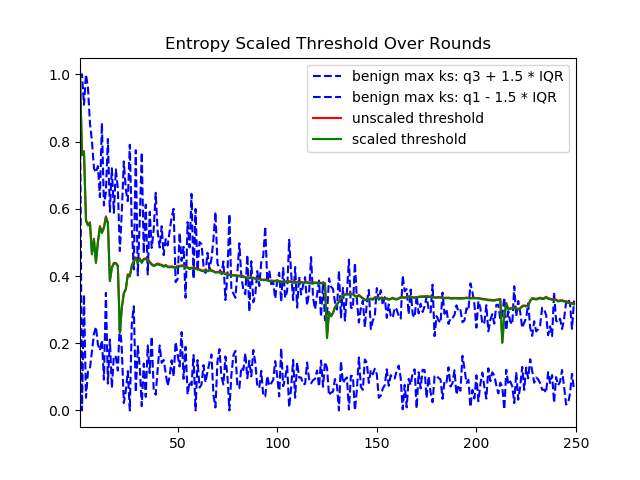 Entropy Scaled Threshold Over Rounds
benign max ks: q3 + 1.5 * IQR
benign max ks: q1 - 1.5 * IQR
unscaled threshold
scaled threshold
1.0
0.8
0.6
0.4
0.2
0.0
50 100 150 200 250